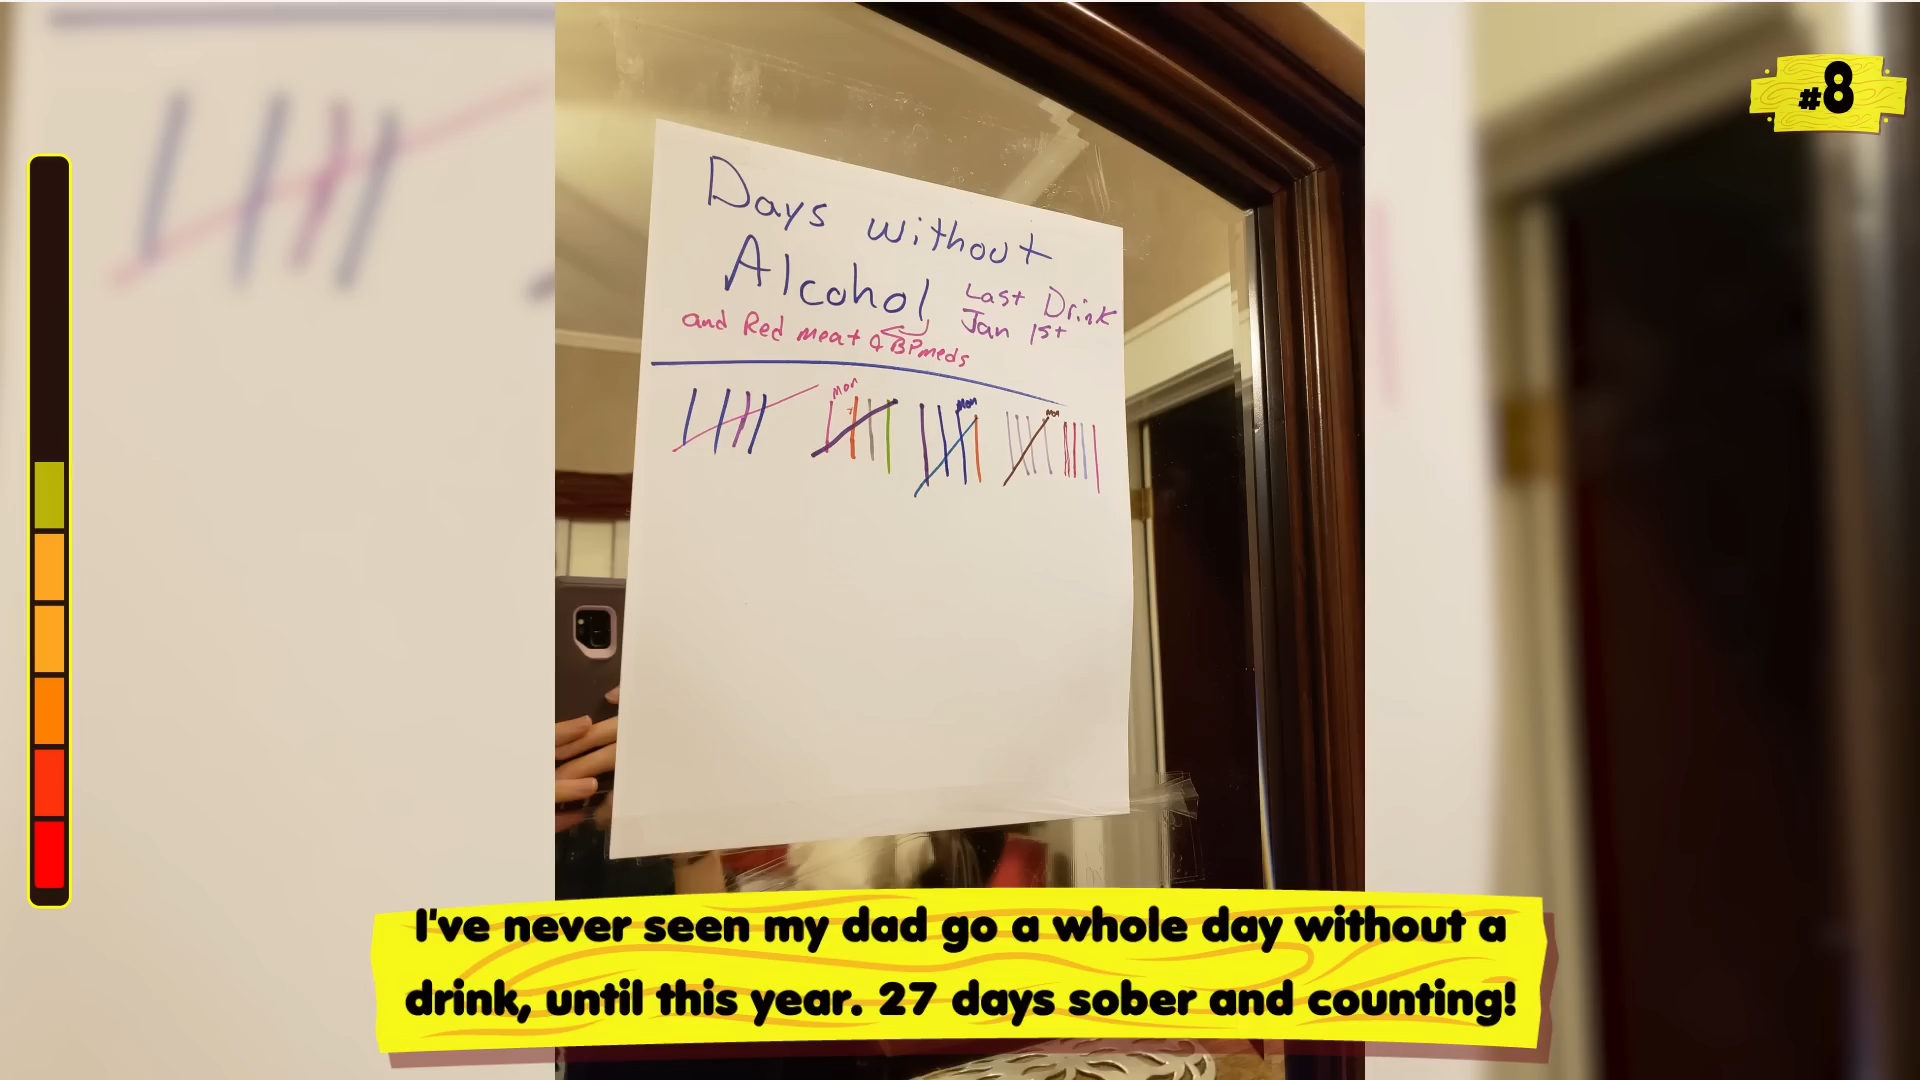 #8
Days without
Alcohol
Last Drink
Jan 1st
and Red meat & BP meds
Mon
Mon
Mon
I've never seen my dad go a whole day without a
drink, until this year. 27 days sober and counting!